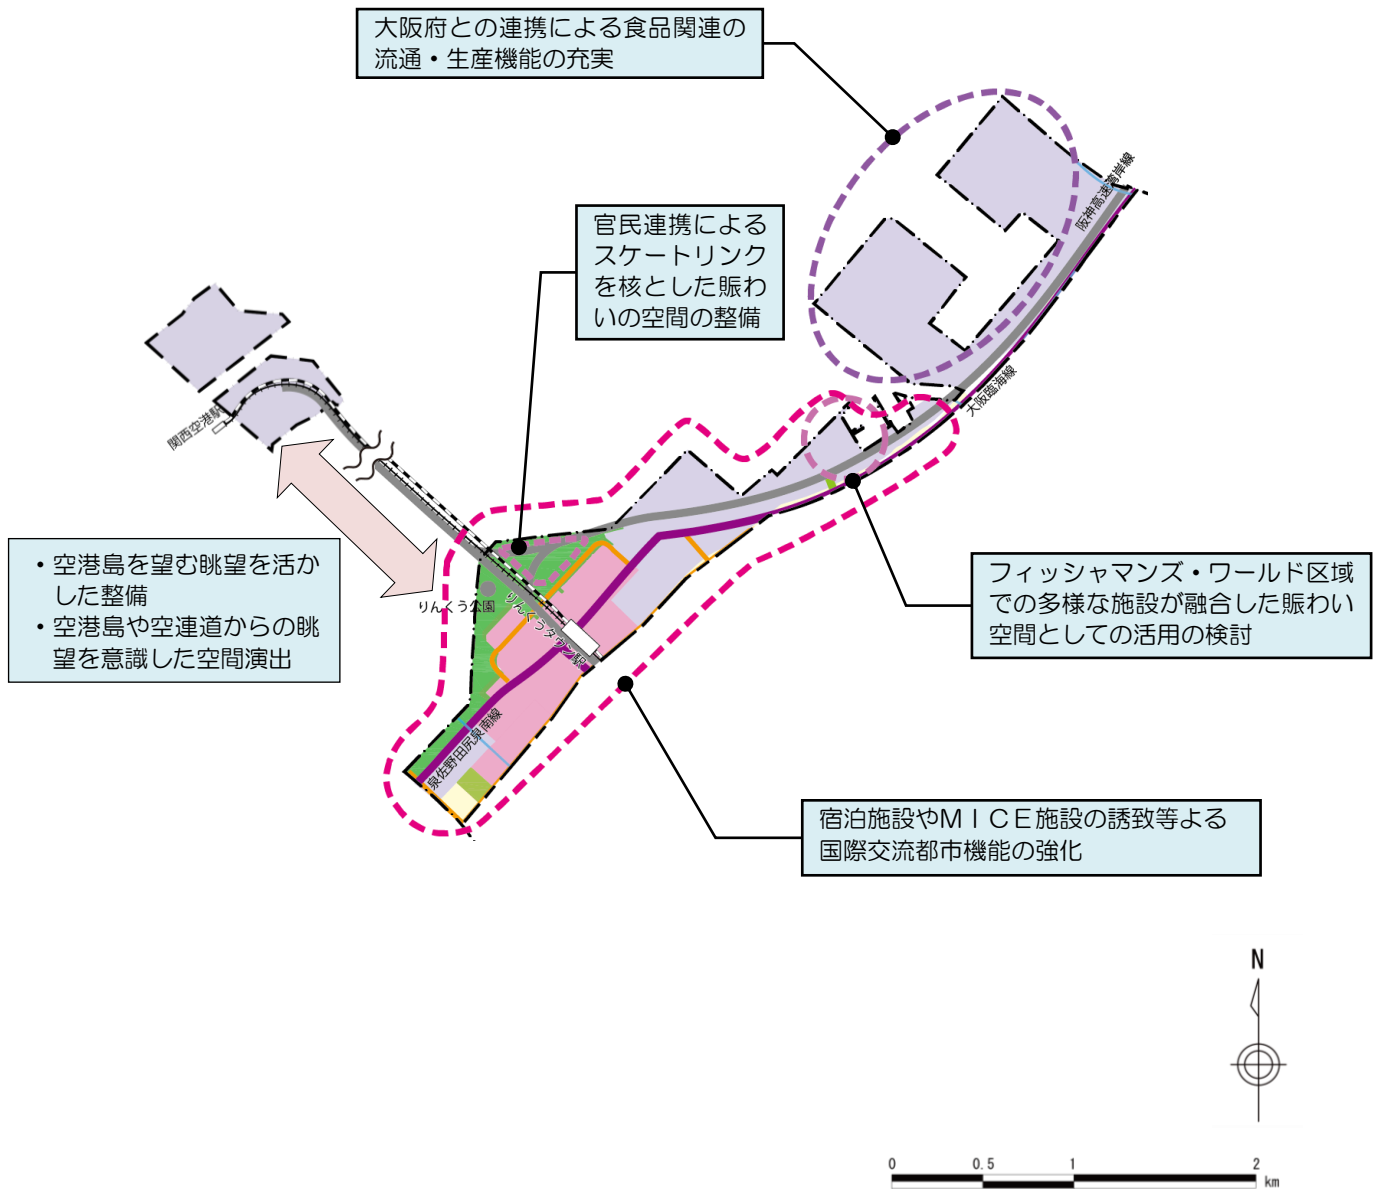 大阪府との連携による食品関連の
流通・生産機能の充実
官民連携による
スケートリンク
を核とした賑わ
いの空間の整備
阪神高速湾岸線
大阪臨海線
関西空港駅
・空港島を望む眺望を活か
した整備
・空港島や空連道からの眺
望を意識した空間演出
りんくう公園
りんくうタウン駅
泉佐野田尻泉南線
フィッシャマンズ・ワールド区域
での多様な施設が融合した賑わい
空間としての活用の検討
宿泊施設やMICE施設の誘致等よる
国際交流都市機能の強化
N
0 0.5 1 2
km